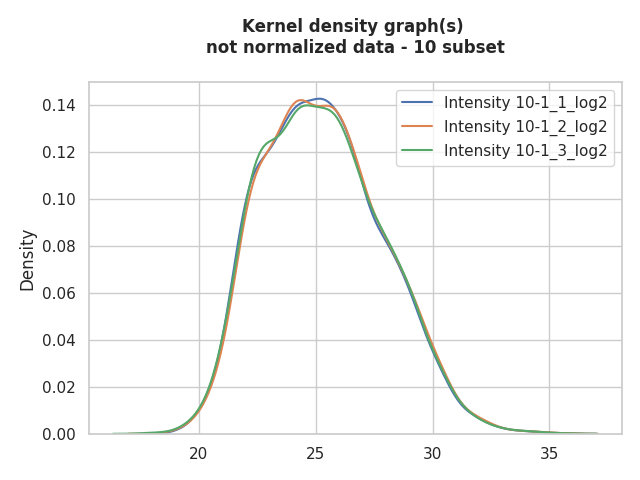 Kernel density graph(s)
not normalized data - 10 subset
Intensity 10-1_1_log2
Intensity 10-1_2_log2
Intensity 10-1_3_log2
Density
0.14
0.12
0.10
0.08
0.06
0.04
0.02
0.00
20 25 30 35